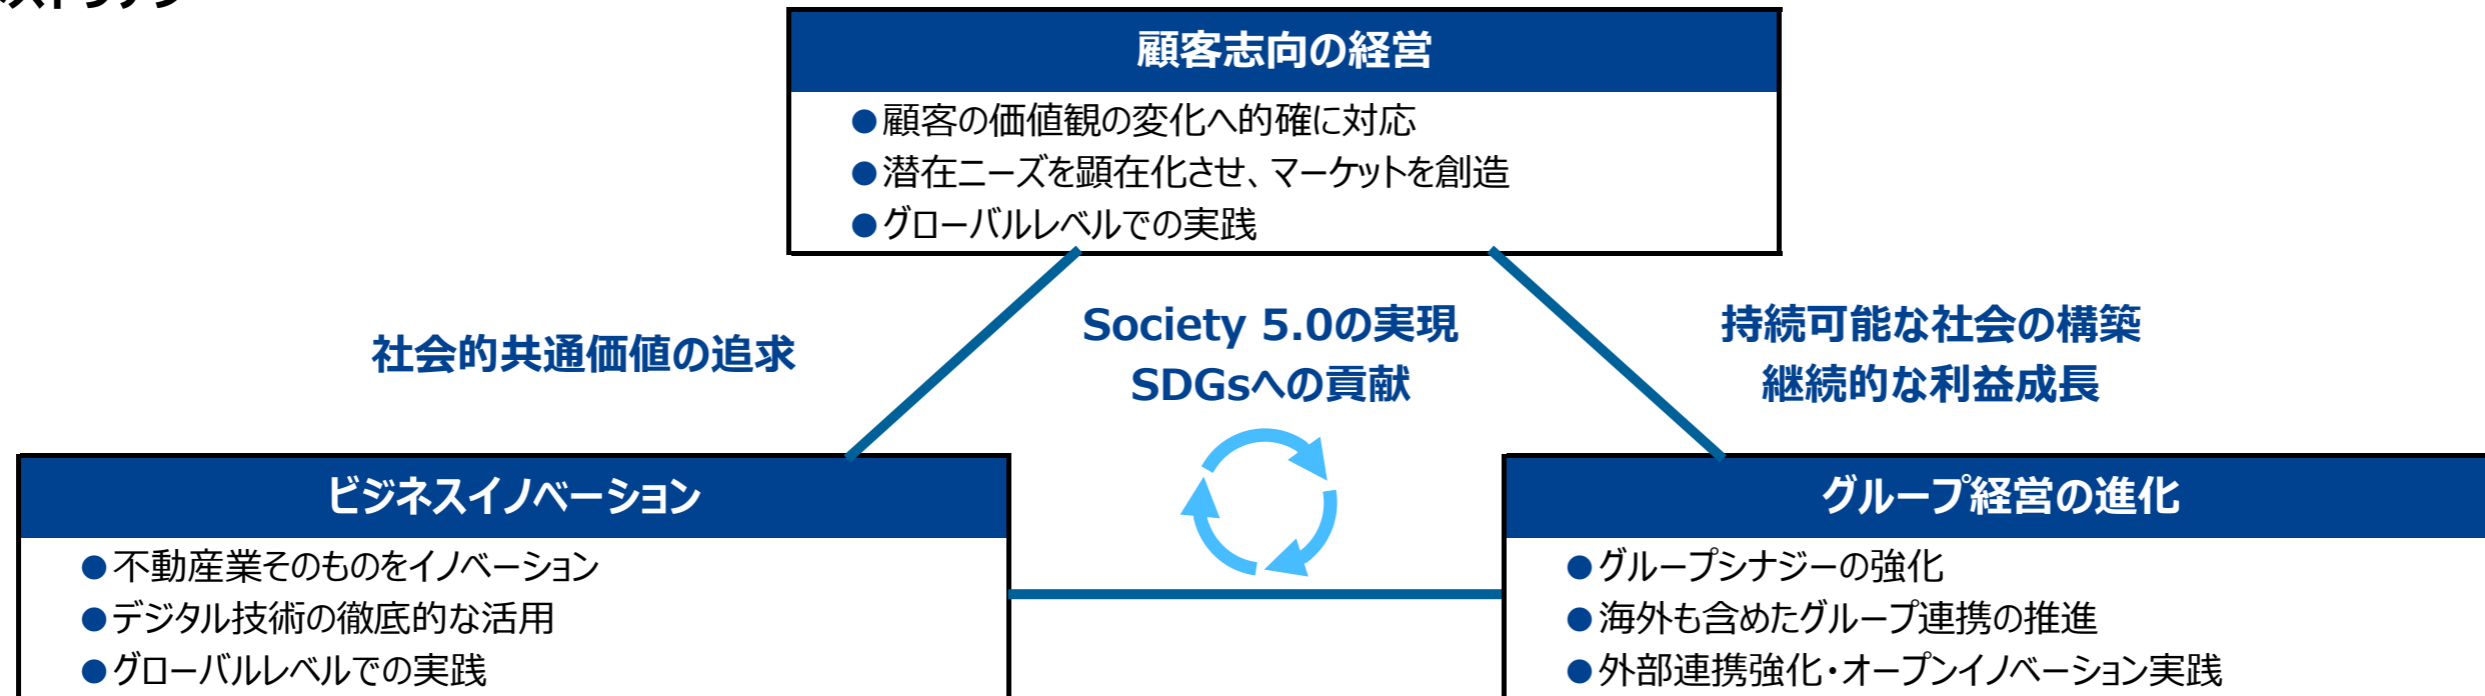 顧客志向の経営
●顧客の価値観の変化へ的確に対応
●潜在ニーズを顕在化させ、マーケットを創造
●グローバルレベルでの実践
社会的共通価値の追求
Society 5.0の実現
SDGsへの貢献
持続可能な社会の構築
継続的な利益成長
ビジネスイノベーション
●不動産業そのものをイノベーション
●デジタル技術の徹底的な活用
●グローバルレベルでの実践
グループ経営の進化
●グループシナジーの強化
●海外も含めたグループ連携の推進
●外部連携強化・オープンイノベーション実践